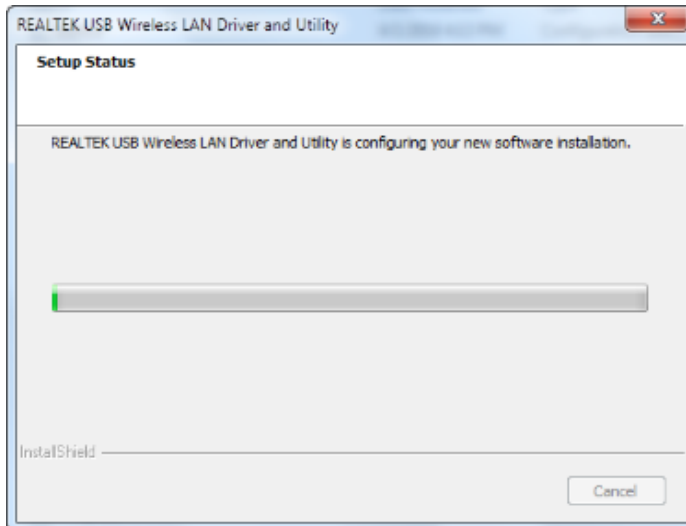 REALTEK USB Wireless LAN Driver and Utility
Setup Status
REALTEK USB Wireless LAN Driver and Utility is configuring your new software installation.
InstallShield
Cancel